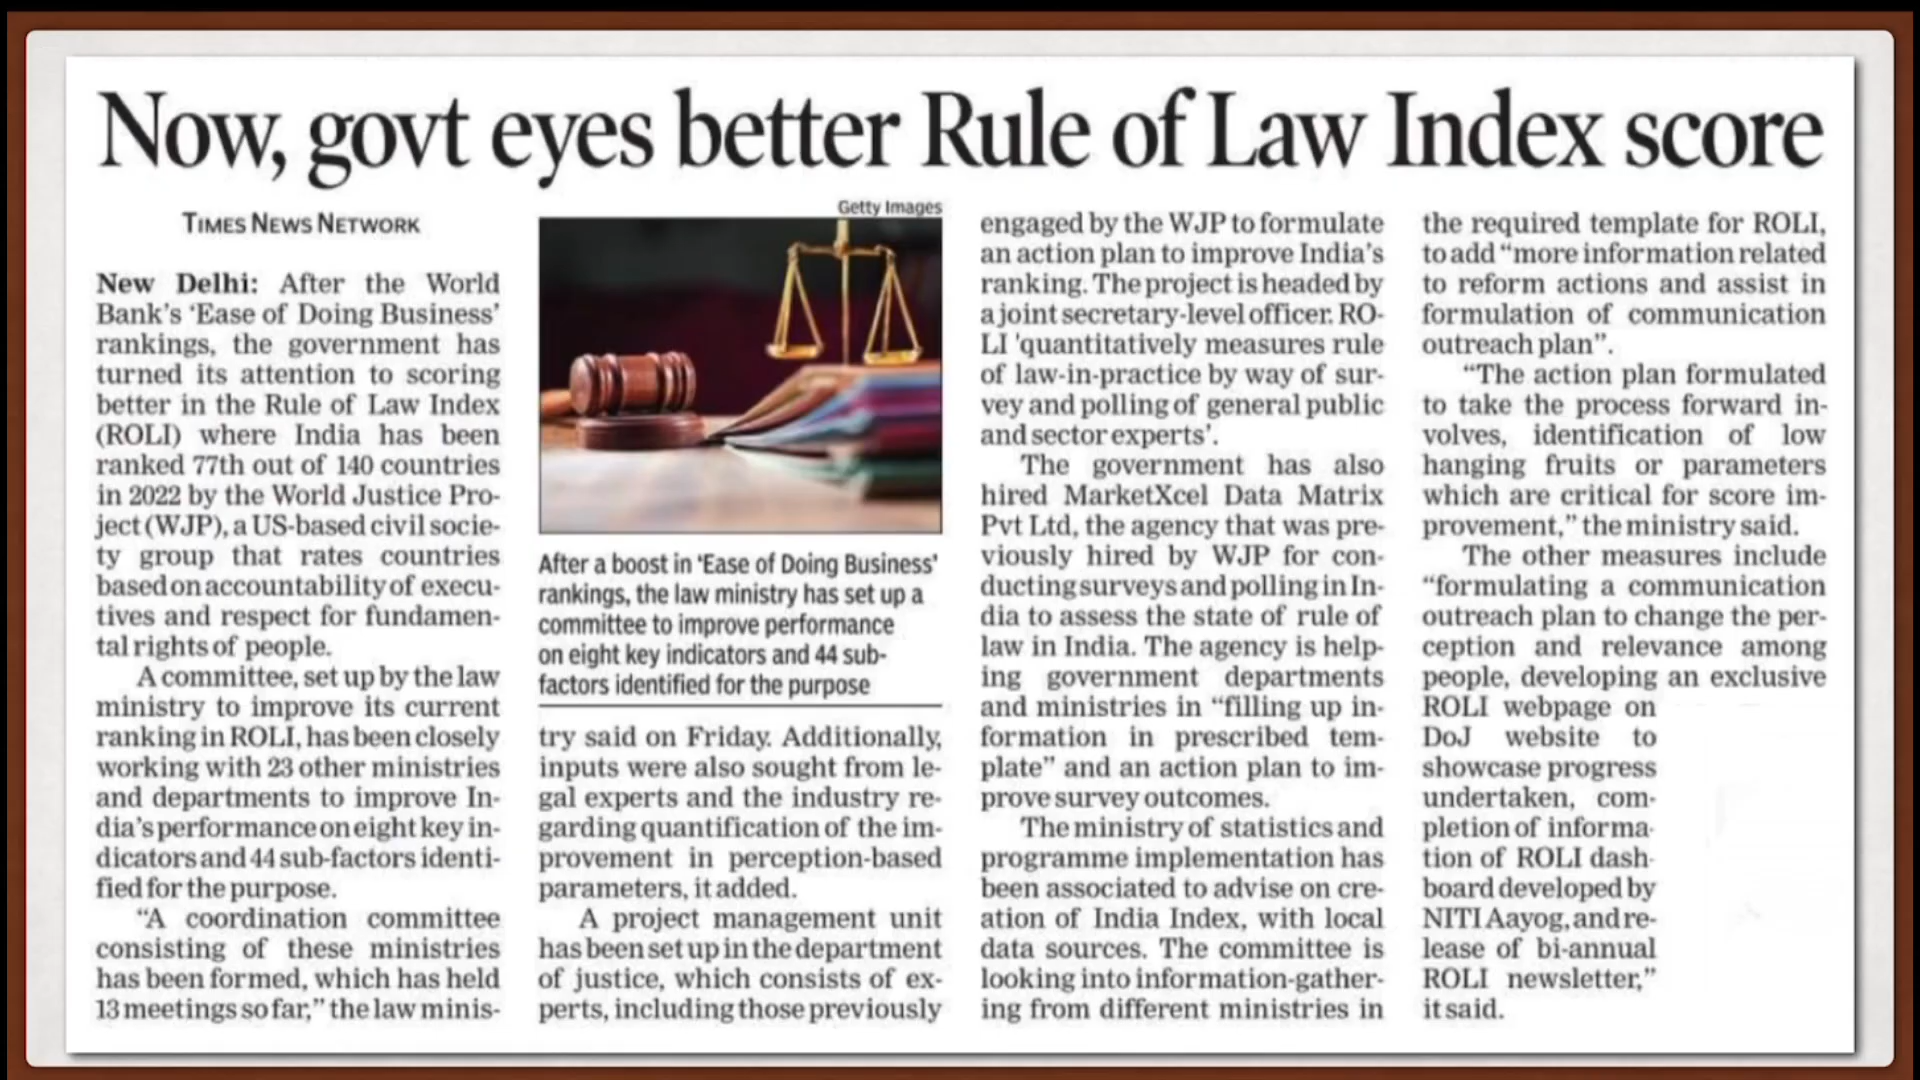 Now, govt eyes better Rule of Law Index score
TIMES NEWS NETWORK
New Delhi: After the World
Bank's 'Ease of Doing Business'
rankings, the government has
turned its attention to scoring
better in the Rule of Law Index
(ROLI) where India has been
ranked 77th out of 140 countries
in 2022 by the World Justice Pro-
ject (WJP), a US-based civil socie-
ty group that rates countries
based on accountability of execu-
tives and respect for fundamen-
tal rights of people.
A committee, set up by the law
ministry to improve its current
ranking in ROLI, has been closely
working with 23 other ministries
and departments to improve In-
dia's performance on eight key in-
dicators and 44 sub-factors identi-
fied for the purpose.
"A coordination committee
consisting of these ministries
has been formed, which has held
13 meetings so far," the law minis-
Getty Images
After a boost in 'Ease of Doing Business'
rankings, the law ministry has set up a
committee to improve performance
on eight key indicators and 44 sub-
factors identified for the purpose
try said on Friday. Additionally,
inputs were also sought from le-
gal experts and the industry re-
garding quantification of the im-
provement in perception-based
parameters, it added.
A project management unit
has been set up in the department
of justice, which consists of ex-
perts, including those previously
engaged by the WJP to formulate
an action plan to improve India's
ranking. The project is headed by
a joint secretary-level officer. RO-
LI 'quantitatively measures rule
of law-in-practice by way of sur-
vey and polling of general public
and sector experts'.
The government has also
hired MarketXcel Data Matrix
Pvt Ltd, the agency that was pre-
viously hired by WJP for con-
ducting surveys and polling in In-
dia to assess the state of rule of
law in India. The agency is help-
ing government departments
and ministries in "filling up in-
formation in prescribed tem-
plate" and an action plan to im-
prove survey outcomes.
The ministry of statistics and
programme implementation has
been associated to advise on cre-
ation of India Index, with local
data sources. The committee is
looking into information-gather-
ing from different ministries in
the required template for ROLI,
to add "more information related
to reform actions and assist in
formulation of communication
outreach plan".
"The action plan formulated
to take the process forward in-
volves, identification of low
hanging fruits or parameters
which are critical for score im-
provement," the ministry said.
The other measures include
"formulating a communication
outreach plan to change the per-
ception and relevance among
people, developing an exclusive
ROLI webpage on
DoJ website to
showcase progress
undertaken, com-
pletion of informa-
tion of ROLI dash-
board developed by
NITI Aayog, and re-
lease of bi-annual
ROLI newsletter,"
it said.